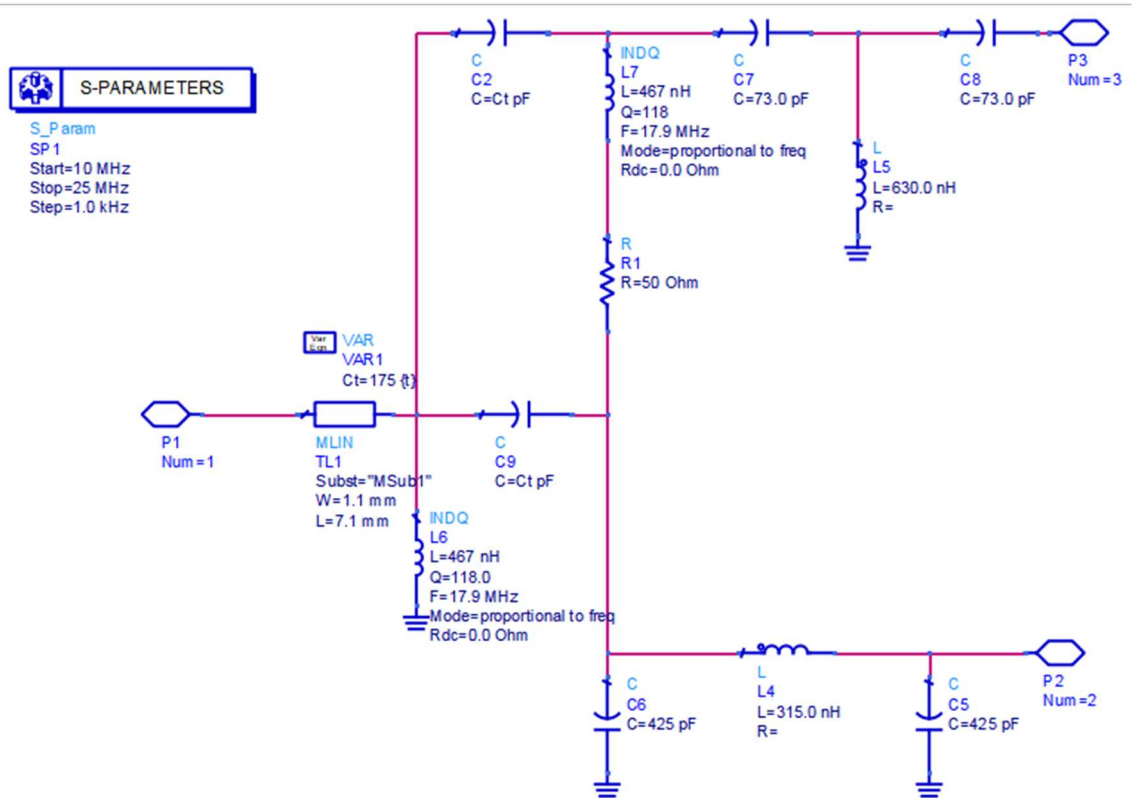 S-PARAMETERS
S_Param
SP1
Start=10 MHz
Stop=25 MHz
Step=1.0 kHz
C
C2
C=Ct pF
INDQ
L7
L=467 nH
Q=118
F=17.9 MHz
Mode=proportional to freq
Rdc=0.0 Ohm
C
C7
C=73.0 pF
C
C8
C=73.0 pF
P3
Num=3
L
L5
L=630.0 nH
R=
R
R1
R=50 Ohm
Var
Eqn
VAR
VAR1
Ct=175 {t}
P1
Num=1
MLIN
TL1
Subst="MSub1"
W=1.1 mm
L=7.1 mm
C
C9
C=Ct pF
INDQ
L6
L=467 nH
Q=118.0
F=17.9 MHz
Mode=proportional to freq
Rdc=0.0 Ohm
C
C6
C=425 pF
L
L4
L=315.0 nH
R=
C
C5
C=425 pF
P2
Num=2